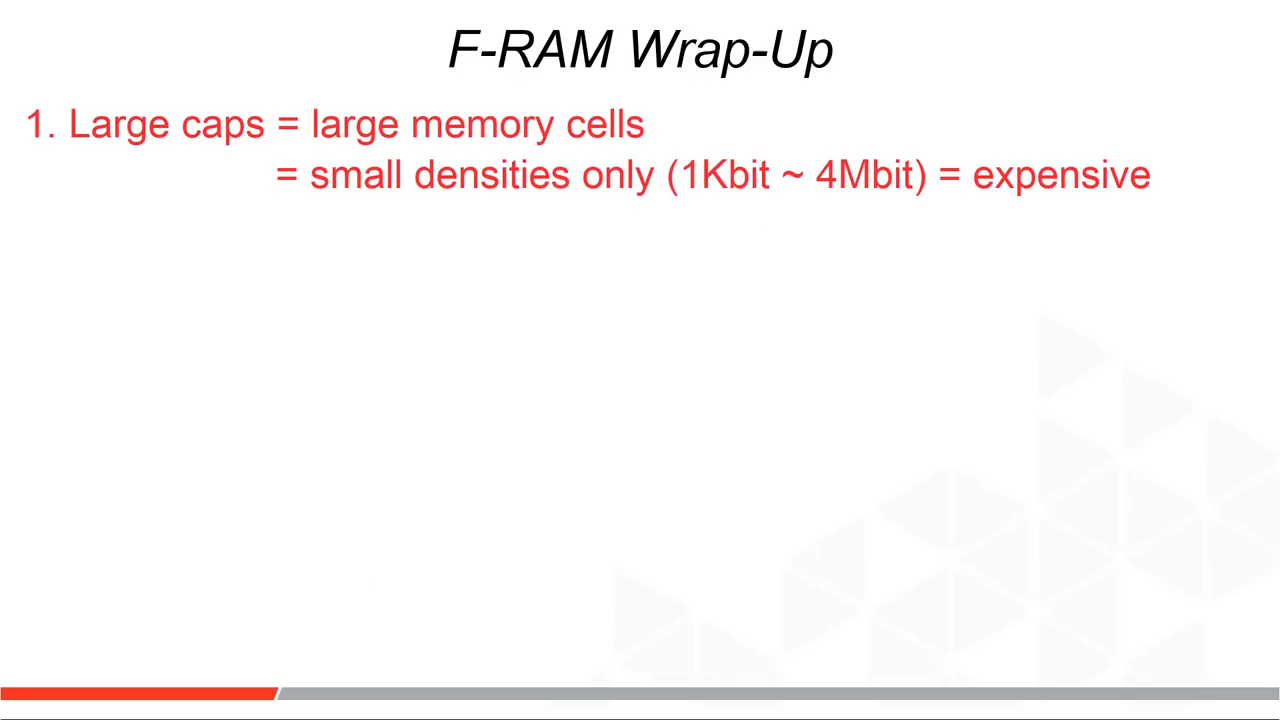 F-RAM Wrap-Up
1. Large caps = large memory cells
= small densities only (1Kbit ~ 4Mbit) = expensive